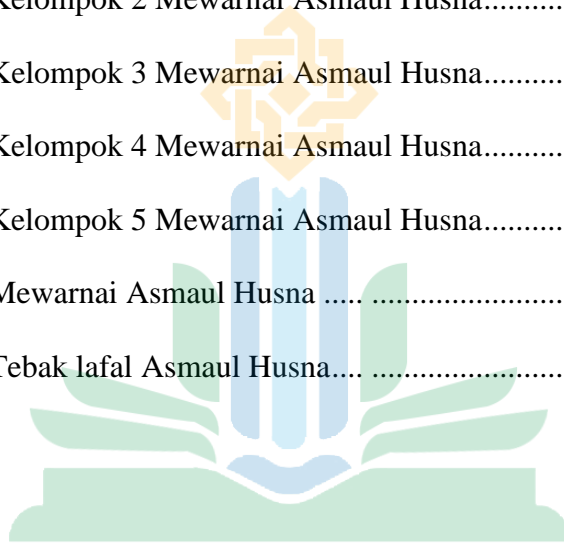 Kelompok 2 Mewarnai Asmaul Husna..........
Kelompok 3 Mewarnai Asmaul Husna..........
Kelompok 4 Mewarnai Asmaul Husna..........
Kelompok 5 Mewarnai Asmaul Husna..........
Mewarnai Asmaul Husna ..... ........................
Tebak lafal Asmaul Husna.... ........................